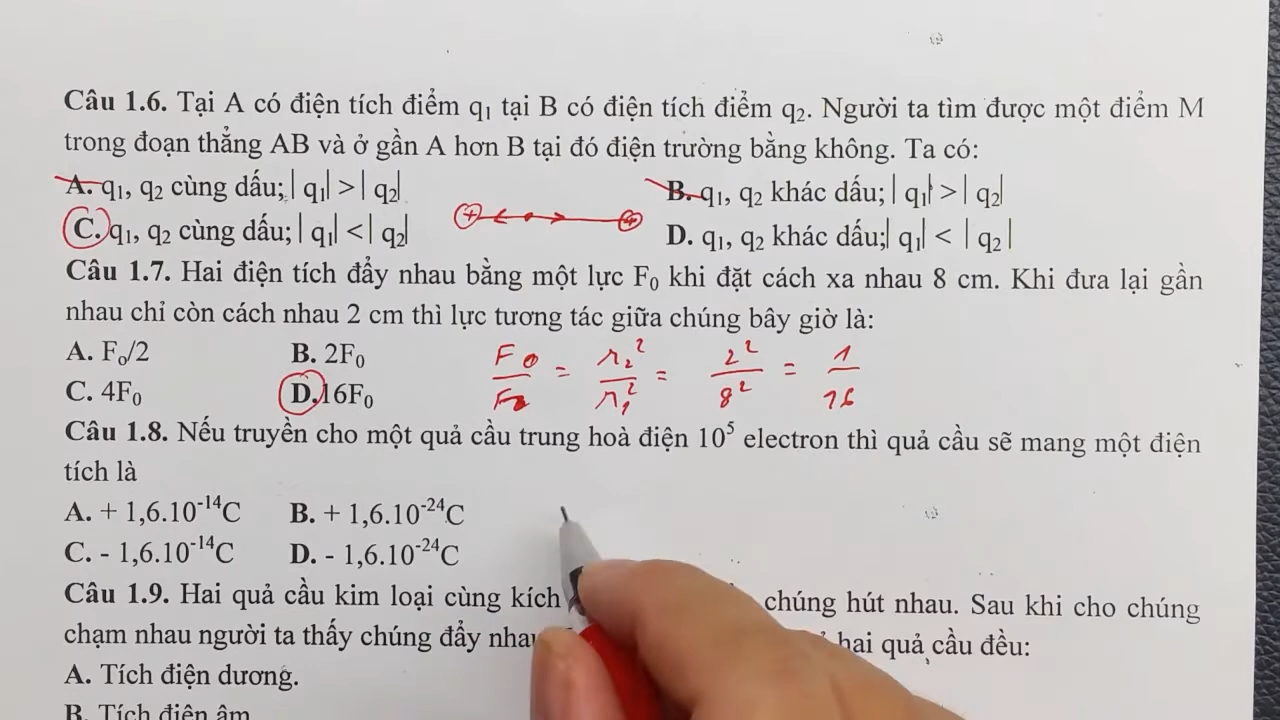 Câu 1.6. Tại A có điện tích điểm q₁ tại B có điện tích điểm q₂. Người ta tìm được một điểm M
trong đoạn thẳng AB và ở gần A hơn B tại đó điện trường bằng không. Ta có:
A. q₁, q₂ cùng dấu; | q₁| > | q₂| B. q₁, q₂ khác dấu; | q₁| > | q₂|
C. q₁, q₂ cùng dấu; | q₁| < | q₂| + + D. q₁, q₂ khác dấu;| q₁| < | q₂ |
Câu 1.7. Hai điện tích đẩy nhau bằng một lực F₀ khi đặt cách xa nhau 8 cm. Khi đưa lại gần
nhau chỉ còn cách nhau 2 cm thì lực tương tác giữa chúng bây giờ là:
A. Fₒ/2 B. 2F₀
C. 4F₀ D. 16F₀
r₂²/r₁² = 2²/8² = 1/16
Câu 1.8. Nếu truyền cho một quả cầu trung hoà điện 10⁵ electron thì quả cầu sẽ mang một điện
tích là
A. + 1,6.10⁻¹⁴C B. + 1,6.10⁻²⁴C
C. - 1,6.10⁻¹⁴C D. - 1,6.10⁻²⁴C
Câu 1.9. Hai quả cầu kim loại cùng kích chúng hút nhau. Sau khi cho chúng
chạm nhau người ta thấy chúng đẩy nhau hai quả cầu đều:
A. Tích điện dương.
B. Tích điện âm